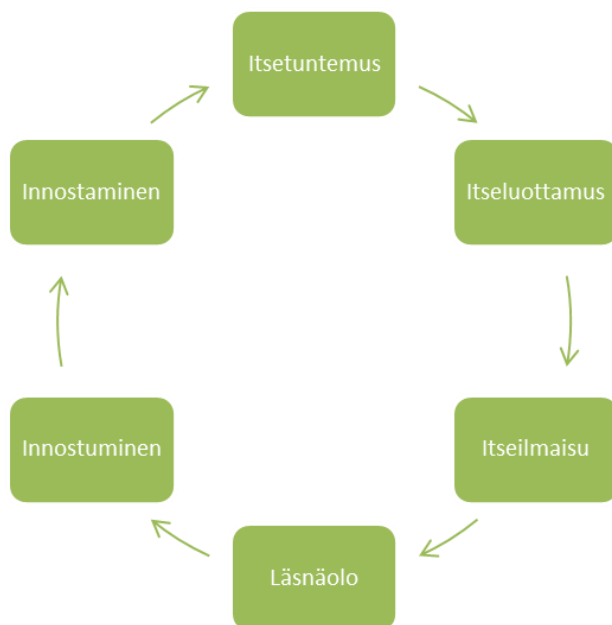 Itsetuntemus
Itseluottamus
Itseilmaisu
Läsnäolo
Innostuminen
Innostaminen